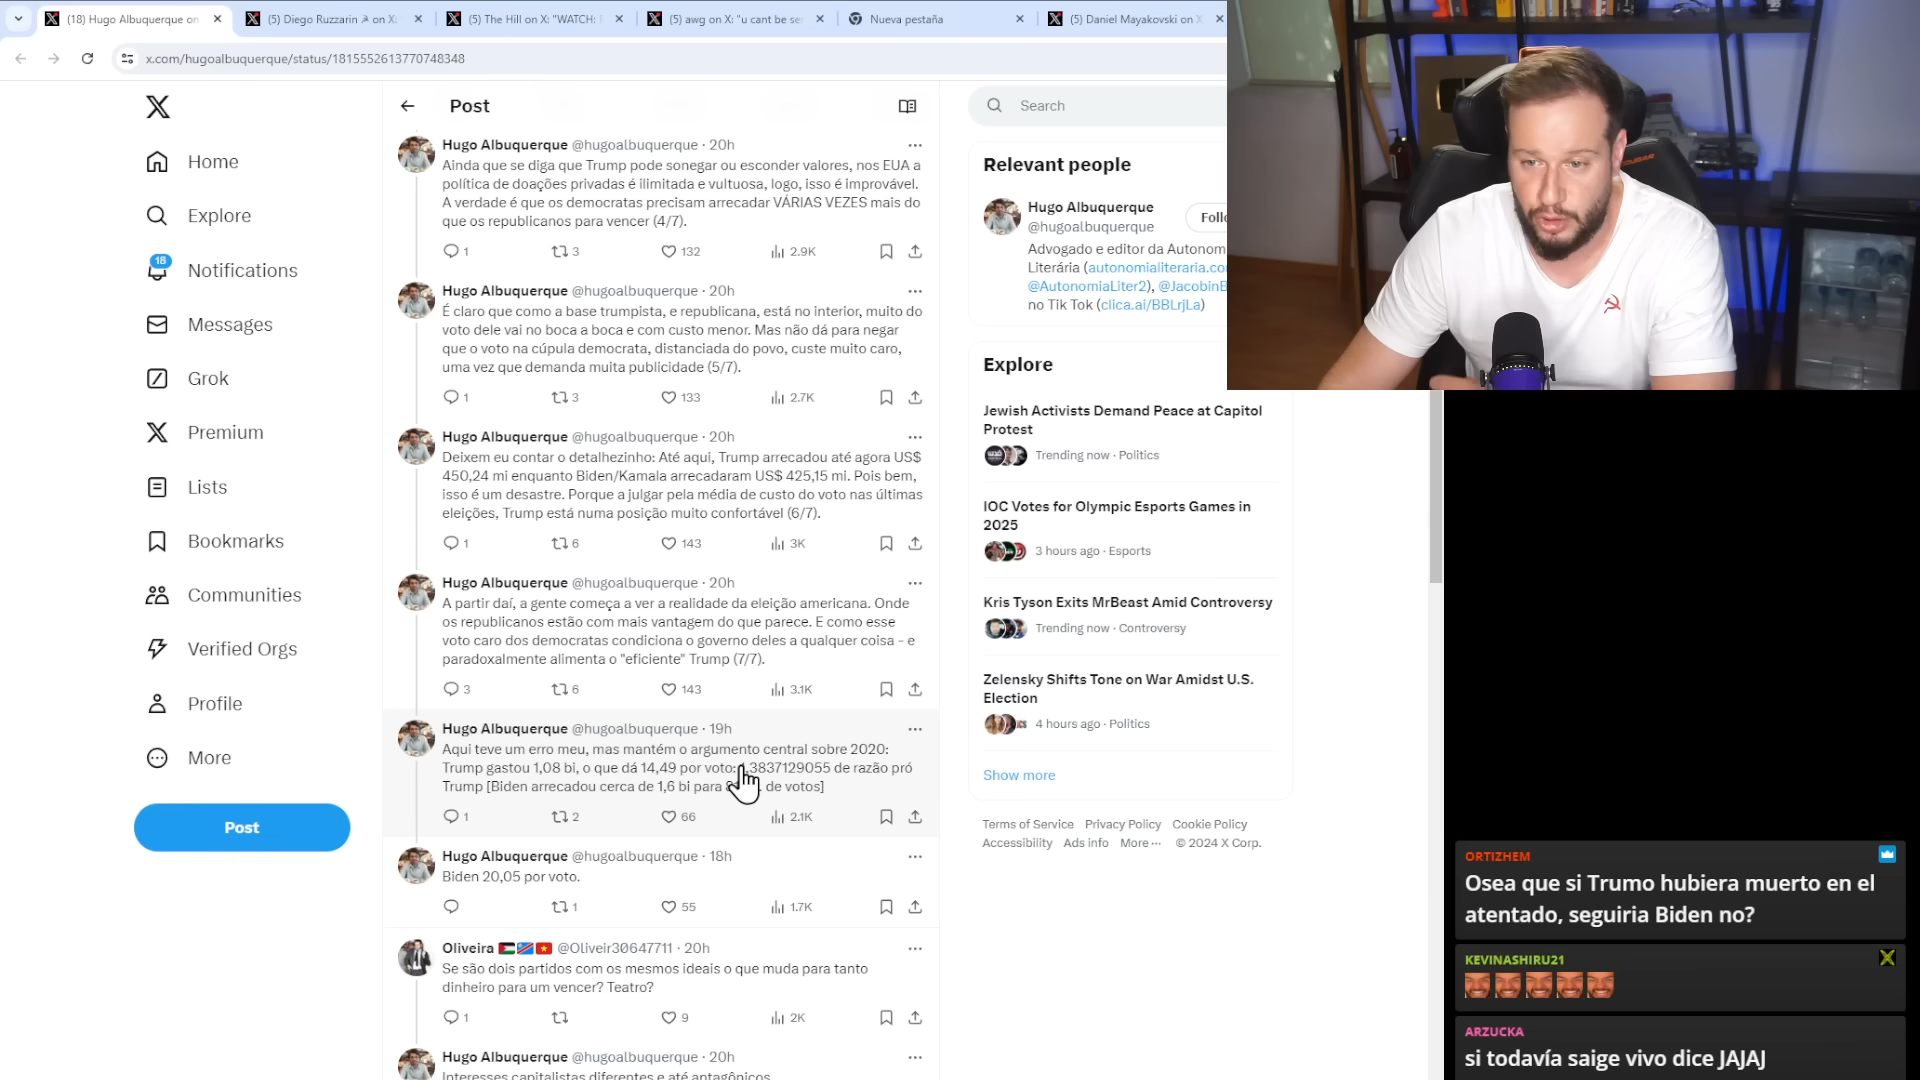 (18) Hugo Albuquerque on
(5) Diego Ruzzarin ☭ on X:
(5) The Hill on X: "WATCH:
(5) awg on X: "u cant be se
Nueva pestaña
(5) Daniel Mayakovski on X
x.com/hugoalbuquerque/status/1815552613770748348
Home
Explore
18
Notifications
Messages
Grok
Premium
Lists
Bookmarks
Communities
Verified Orgs
Profile
More
Post
Post
Hugo Albuquerque @hugoalbuquerque · 20h
Ainda que se diga que Trump pode sonegar ou esconder valores, nos EUA a
política de doações privadas é ilimitada e vultuosa, logo, isso é improvável.
A verdade é que os democratas precisam arrecadar VÁRIAS VEZES mais do
que os republicanos para vencer (4/7).
1 3 132 2.9K
Hugo Albuquerque @hugoalbuquerque · 20h
É claro que como a base trumpista, e republicana, está no interior, muito do
voto dele vai no boca a boca e com custo menor. Mas não dá para negar
que o voto na cúpula democrata, distanciada do povo, custe muito caro,
uma vez que demanda muita publicidade (5/7).
1 3 133 2.7K
Hugo Albuquerque @hugoalbuquerque · 20h
Deixem eu contar o detalhezinho: Até aqui, Trump arrecadou até agora US$
450,24 mi enquanto Biden/Kamala arrecadaram US$ 425,15 mi. Pois bem,
isso é um desastre. Porque a julgar pela média de custo do voto nas últimas
eleições, Trump está numa posição muito confortável (6/7).
1 6 143 3K
Hugo Albuquerque @hugoalbuquerque · 20h
A partir daí, a gente começa a ver a realidade da eleição americana. Onde
os republicanos estão com mais vantagem do que parece. E como esse
voto caro dos democratas condiciona o governo deles a qualquer coisa – e
paradoxalmente alimenta o "eficiente" Trump (7/7).
3 6 143 3.1K
Hugo Albuquerque @hugoalbuquerque · 19h
Aqui teve um erro meu, mas mantém o argumento central sobre 2020:
Trump gastou 1,08 bi, o que dá 14,49 por voto: 3837129055 de razão pró
Trump [Biden arrecadou cerca de 1,6 bi para de votos]
1 2 66 2.1K
Hugo Albuquerque @hugoalbuquerque · 18h
Biden 20,05 por voto.
1 55 1.7K
Oliveira @Oliveir30647711 · 20h
Se são dois partidos com os mesmos ideais o que muda para tanto
dinheiro para um vencer? Teatro?
1 9 2K
Hugo Albuquerque @hugoalbuquerque · 20h
Interesses capitalistas diferentes e até antagônicos
Search
Relevant people
Hugo Albuquerque
@hugoalbuquerque
Follo
Advogado e editor da Autonom
Literária (autonomialiteraria.co
@AutonomiaLiter2), @JacobinB
no Tik Tok (clica.ai/BBLrjLa)
Explore
Jewish Activists Demand Peace at Capitol
Protest
Trending now · Politics
IOC Votes for Olympic Esports Games in
2025
3 hours ago · Esports
Kris Tyson Exits MrBeast Amid Controversy
Trending now · Controversy
Zelensky Shifts Tone on War Amidst U.S.
Election
4 hours ago · Politics
Show more
Terms of Service Privacy Policy Cookie Policy
Accessibility Ads info More ··· © 2024 X Corp.
COUGAR
ORTIZHEM
Osea que si Trumo hubiera muerto en el
atentado, seguiria Biden no?
KEVINASHIRU21
ARZUCKA
si todavía saige vivo dice JAJAJ